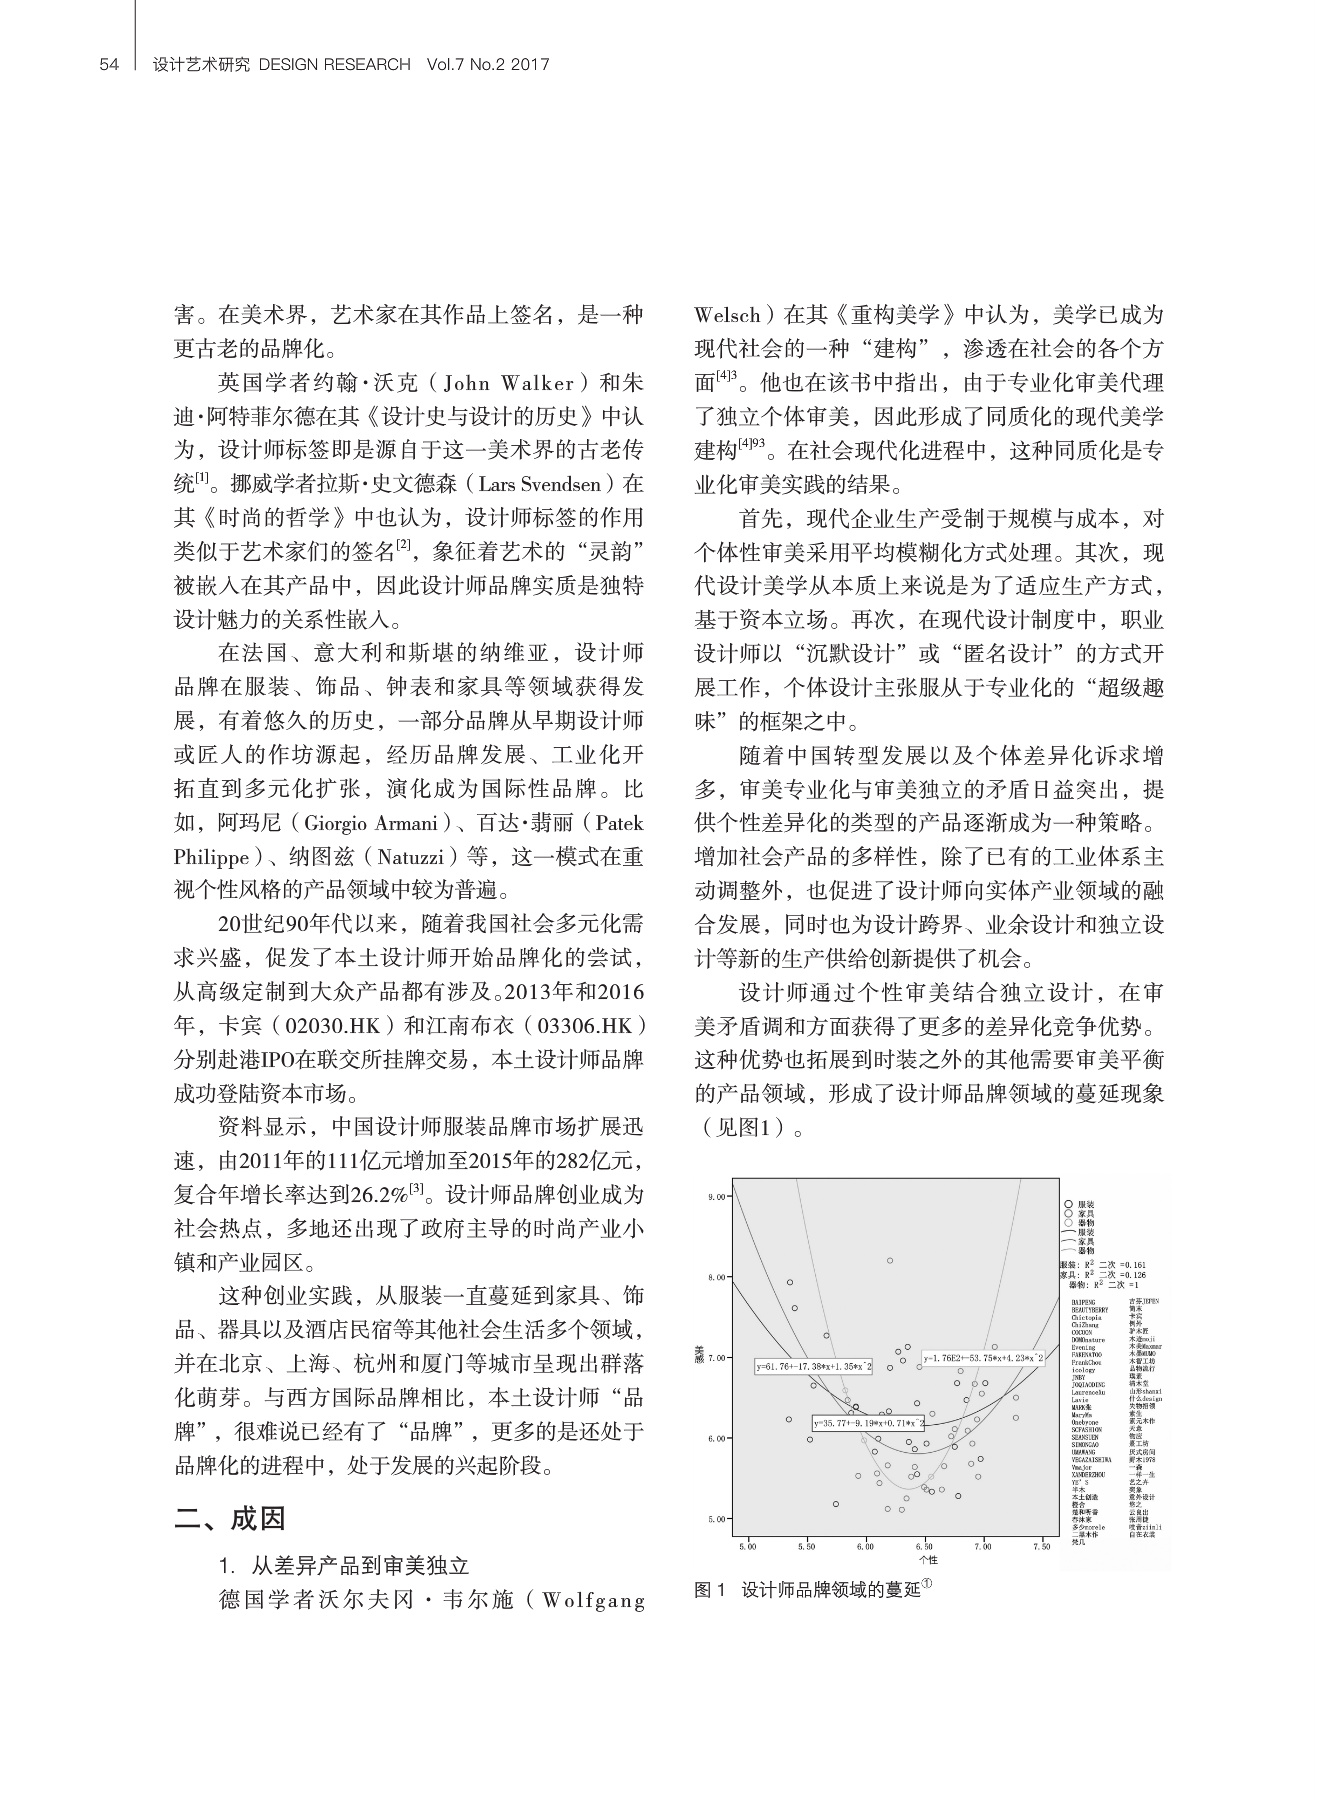 54
设计艺术研究 DESIGN RESEARCH Vol.7 No.2 2017
害。在美术界，艺术家在其作品上签名，是一种
更古老的品牌化。
英国学者约翰·沃克（John Walker）和朱
迪·阿特菲尔德在其《设计史与设计的历史》中认
为，设计师标签即是源自于这一美术界的古老传
统[1]。挪威学者拉斯·史文德森（Lars Svendsen）在
其《时尚的哲学》中也认为，设计师标签的作用
类似于艺术家们的签名[2]，象征着艺术的“灵韵”
被嵌入在其产品中，因此设计师品牌实质是独特
设计魅力的关系性嵌入。
在法国、意大利和斯堪的纳维亚，设计师
品牌在服装、饰品、钟表和家具等领域获得发
展，有着悠久的历史，一部分品牌从早期设计师
或匠人的作坊源起，经历品牌发展、工业化开
拓直到多元化扩张，演化成为国际性品牌。比
如，阿玛尼（Giorgio Armani）、百达·翡丽（Patek
Philippe）、纳图兹（Natuzzi）等，这一模式在重
视个性风格的产品领域中较为普遍。
20世纪90年代以来，随着我国社会多元化需
求兴盛，促发了本土设计师开始品牌化的尝试，
从高级定制到大众产品都有涉及。2013年和2016
年，卡宾（02030.HK）和江南布衣（03306.HK）
分别赴港IPO在联交所挂牌交易，本土设计师品牌
成功登陆资本市场。
资料显示，中国设计师服装品牌市场扩展迅
速，由2011年的111亿元增加至2015年的282亿元，
复合年增长率达到26.2%[3]。设计师品牌创业成为
社会热点，多地还出现了政府主导的时尚产业小
镇和产业园区。
这种创业实践，从服装一直蔓延到家具、饰
品、器具以及酒店民宿等其他社会生活多个领域，
并在北京、上海、杭州和厦门等城市呈现出群落
化萌芽。与西方国际品牌相比，本土设计师“品
牌”，很难说已经有了“品牌”，更多的是还处于
品牌化的进程中，处于发展的兴起阶段。
二、成因
1. 从差异产品到审美独立
德国学者沃尔夫冈·韦尔施（Wolfgang
Welsch）在其《重构美学》中认为，美学已成为
现代社会的一种“建构”，渗透在社会的各个方
面[4]3。他也在该书中指出，由于专业化审美代理
了独立个体审美，因此形成了同质化的现代美学
建构[4]93。在社会现代化进程中，这种同质化是专
业化审美实践的结果。
首先，现代企业生产受制于规模与成本，对
个体性审美采用平均模糊化方式处理。其次，现
代设计美学从本质上来说是为了适应生产方式，
基于资本立场。再次，在现代设计制度中，职业
设计师以“沉默设计”或“匿名设计”的方式开
展工作，个体设计主张服从于专业化的“超级趣
味”的框架之中。
随着中国转型发展以及个体差异化诉求增
多，审美专业化与审美独立的矛盾日益突出，提
供个性差异化的类型的产品逐渐成为一种策略。
增加社会产品的多样性，除了已有的工业体系主
动调整外，也促进了设计师向实体产业领域的融
合发展，同时也为设计跨界、业余设计和独立设
计等新的生产供给创新提供了机会。
设计师通过个性审美结合独立设计，在审
美矛盾调和方面获得了更多的差异化竞争优势。
这种优势也拓展到时装之外的其他需要审美平衡
的产品领域，形成了设计师品牌领域的蔓延现象
（见图1）。
9.00
8.00
7.00
6.00
5.00
美感
y=61.76+-17.38*x+1.35*x^2
y=1.76E2+-53.75*x+4.23*x^2
y=35.77+-9.19*x+0.71*x^2
5.00 5.50 6.00 6.50 7.00 7.50
个性
服装
家具
器物
服装
家具
器物
服装: R² 二次 =0.161
家具: R² 二次 =0.126
器物: R² 二次 =1
BEAUTYBERRY
Chictopia 卡宾
ChiZhang 例外
COCOON
Evening
FrankChou
icology 品物流行
JNBY
JOOIAODING
Lavie
SCFASHION
SIMONGAO
UMAWANG
Vmajor
XANDERZHOU
YE'S
半木
本土创造
图 1 设计师品牌领域的蔓延①